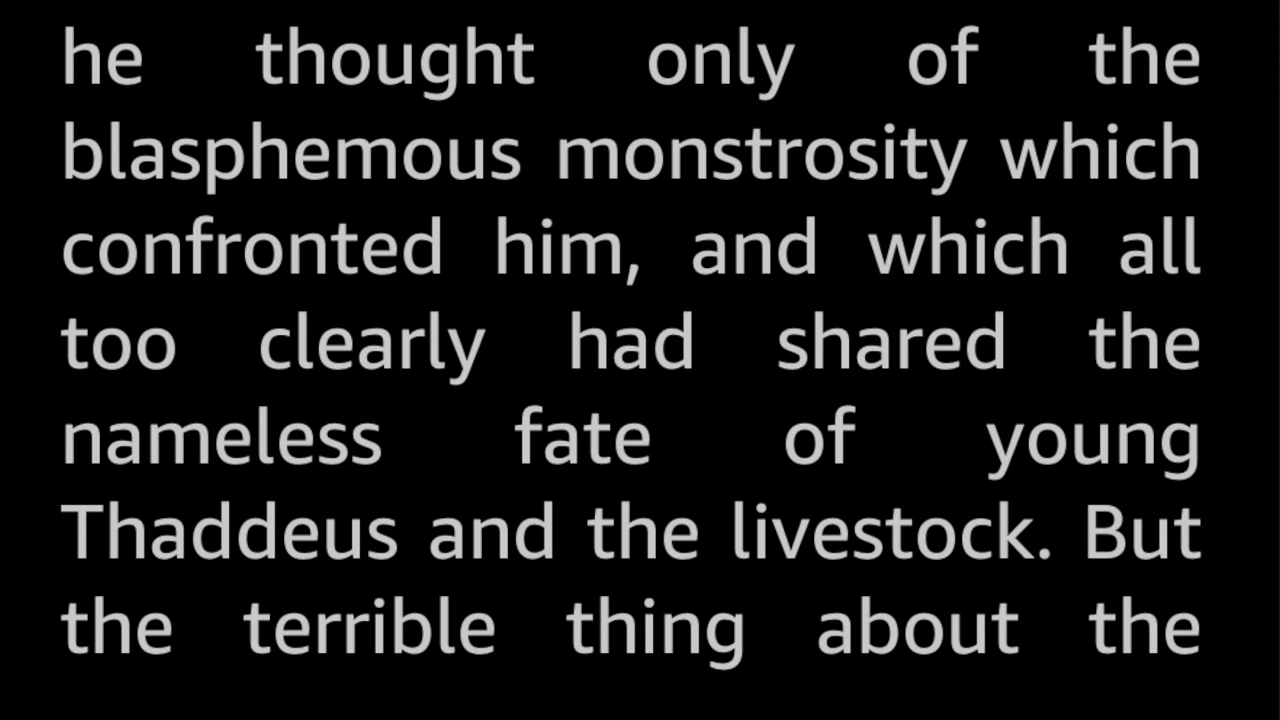 he thought only of the
blasphemous monstrosity which
confronted him, and which all
too clearly had shared the
nameless fate of young
Thaddeus and the livestock. But
the terrible thing about the